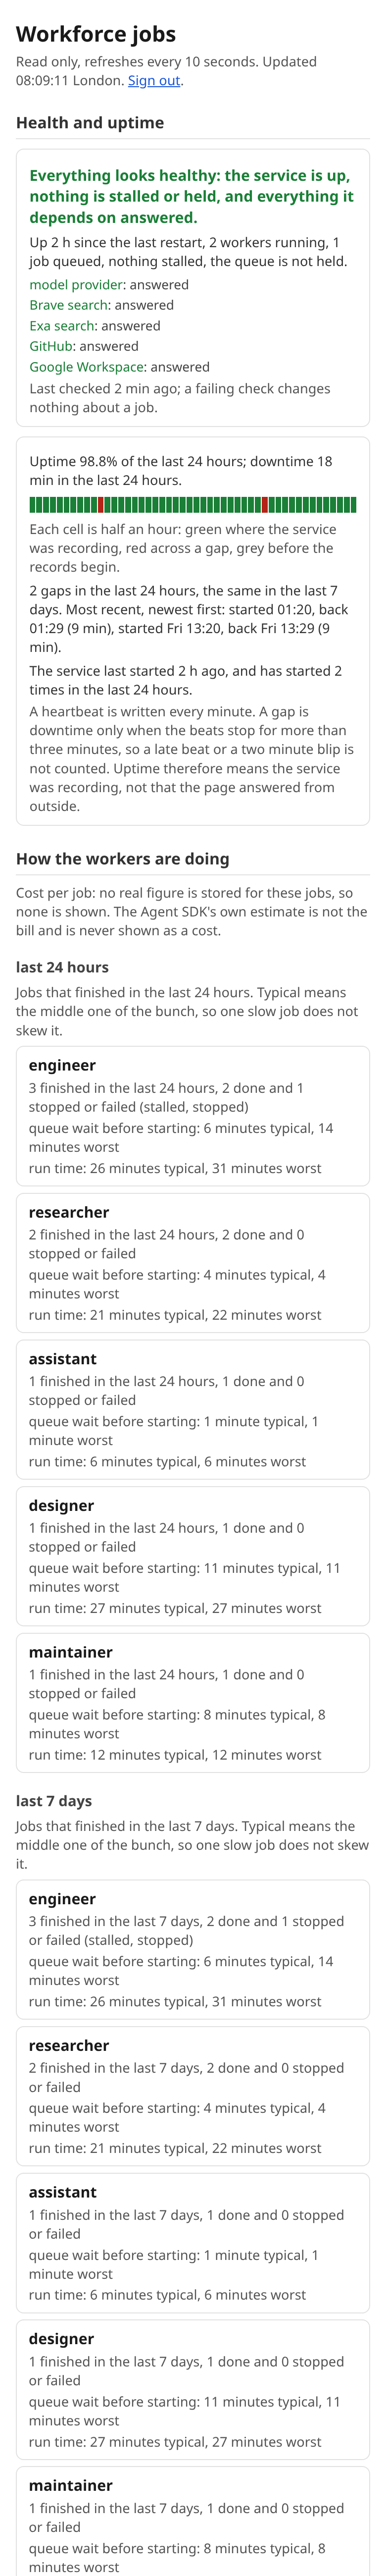 Workforce jobs
Read only, refreshes every 10 seconds. Updated
08:09:11 London. Sign out.
Health and uptime
Everything looks healthy: the service is up,
nothing is stalled or held, and everything it
depends on answered.
Up 2 h since the last restart, 2 workers running, 1
job queued, nothing stalled, the queue is not held.
model provider: answered
Brave search: answered
Exa search: answered
GitHub: answered
Google Workspace: answered
Last checked 2 min ago; a failing check changes
nothing about a job.
Uptime 98.8% of the last 24 hours; downtime 18
min in the last 24 hours.
Each cell is half an hour: green where the service
was recording, red across a gap, grey before the
records begin.
2 gaps in the last 24 hours, the same in the last 7
days. Most recent, newest first: started 01:20, back
01:29 (9 min), started Fri 13:20, back Fri 13:29 (9
min).
The service last started 2 h ago, and has started 2
times in the last 24 hours.
A heartbeat is written every minute. A gap is
downtime only when the beats stop for more than
three minutes, so a late beat or a two minute blip is
not counted. Uptime therefore means the service
was recording, not that the page answered from
outside.
How the workers are doing
Cost per job: no real figure is stored for these jobs, so
none is shown. The Agent SDK's own estimate is not the
bill and is never shown as a cost.
last 24 hours
Jobs that finished in the last 24 hours. Typical means
the middle one of the bunch, so one slow job does not
skew it.
engineer
3 finished in the last 24 hours, 2 done and 1
stopped or failed (stalled, stopped)
queue wait before starting: 6 minutes typical, 14
minutes worst
run time: 26 minutes typical, 31 minutes worst
researcher
2 finished in the last 24 hours, 2 done and 0
stopped or failed
queue wait before starting: 4 minutes typical, 4
minutes worst
run time: 21 minutes typical, 22 minutes worst
assistant
1 finished in the last 24 hours, 1 done and 0
stopped or failed
queue wait before starting: 1 minute typical, 1
minute worst
run time: 6 minutes typical, 6 minutes worst
designer
1 finished in the last 24 hours, 1 done and 0
stopped or failed
queue wait before starting: 11 minutes typical, 11
minutes worst
run time: 27 minutes typical, 27 minutes worst
maintainer
1 finished in the last 24 hours, 1 done and 0
stopped or failed
queue wait before starting: 8 minutes typical, 8
minutes worst
run time: 12 minutes typical, 12 minutes worst
last 7 days
Jobs that finished in the last 7 days. Typical means the
middle one of the bunch, so one slow job does not skew
it.
engineer
3 finished in the last 7 days, 2 done and 1 stopped
or failed (stalled, stopped)
queue wait before starting: 6 minutes typical, 14
minutes worst
run time: 26 minutes typical, 31 minutes worst
researcher
2 finished in the last 7 days, 2 done and 0 stopped
or failed
queue wait before starting: 4 minutes typical, 4
minutes worst
run time: 21 minutes typical, 22 minutes worst
assistant
1 finished in the last 7 days, 1 done and 0 stopped
or failed
queue wait before starting: 1 minute typical, 1
minute worst
run time: 6 minutes typical, 6 minutes worst
designer
1 finished in the last 7 days, 1 done and 0 stopped
or failed
queue wait before starting: 11 minutes typical, 11
minutes worst
run time: 27 minutes typical, 27 minutes worst
maintainer
1 finished in the last 7 days, 1 done and 0 stopped
or failed
queue wait before starting: 8 minutes typical, 8
minutes worst